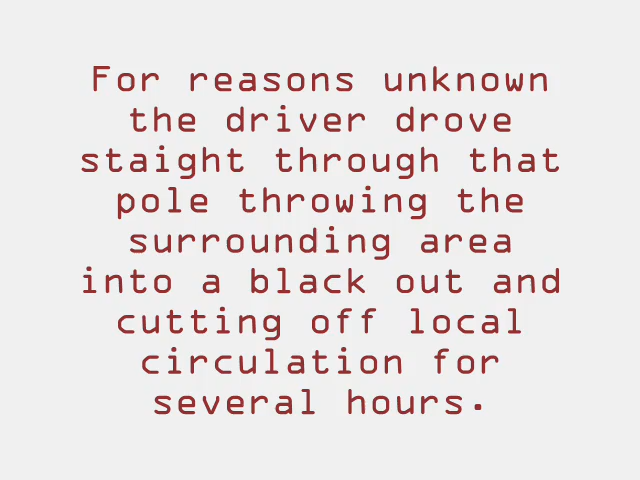 For reasons unknown
the driver drove
staight through that
pole throwing the
surrounding area
into a black out and
cutting off local
circulation for
several hours.